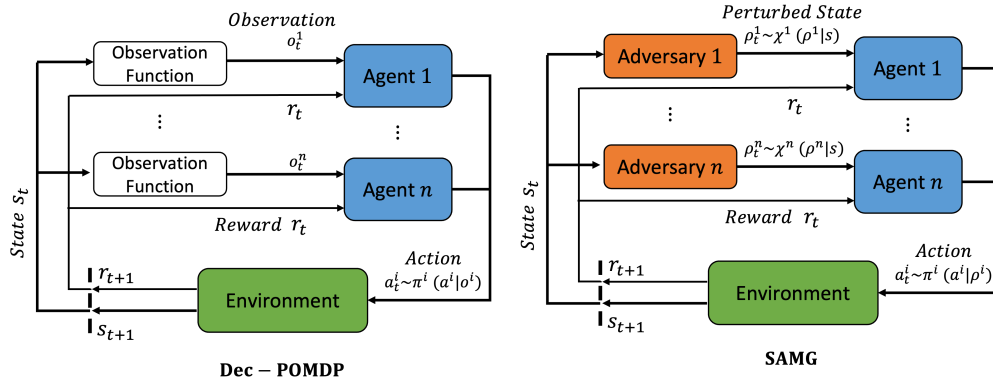 Observation
Observation
Function
o_t^1
Agent 1
r_t
⋮
⋮
Observation
Function
o_t^n
Agent n
Reward r_t
State s_t
Action
a_t^i~π^i (a^i|o^i)
r_{t+1}
Environment
s_{t+1}
Dec − POMDP
Perturbed State
Adversary 1
ρ_t^1~χ^1 (ρ^1|s)
Agent 1
r_t
⋮
⋮
Adversary n
ρ_t^n~χ^n (ρ^n|s)
Agent n
Reward r_t
State s_t
Action
a_t^i~π^i (a^i|ρ^i)
r_{t+1}
Environment
s_{t+1}
SAMG